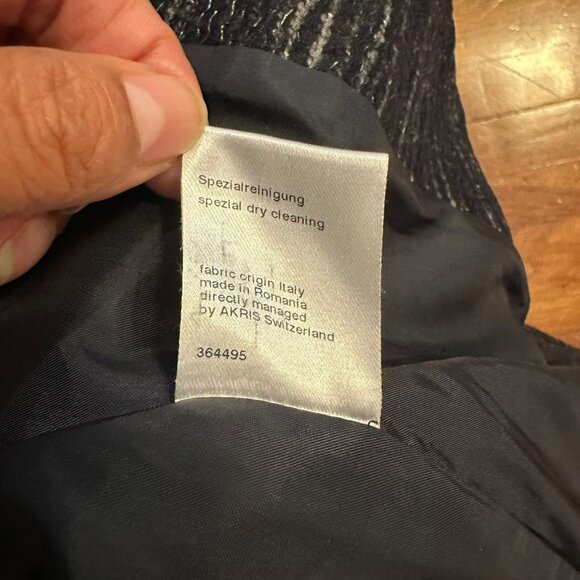 Spezialreinigung
spezial dry cleaning
fabric origin Italy
made in Romania
directly managed
by AKRIS Switzerland
364495